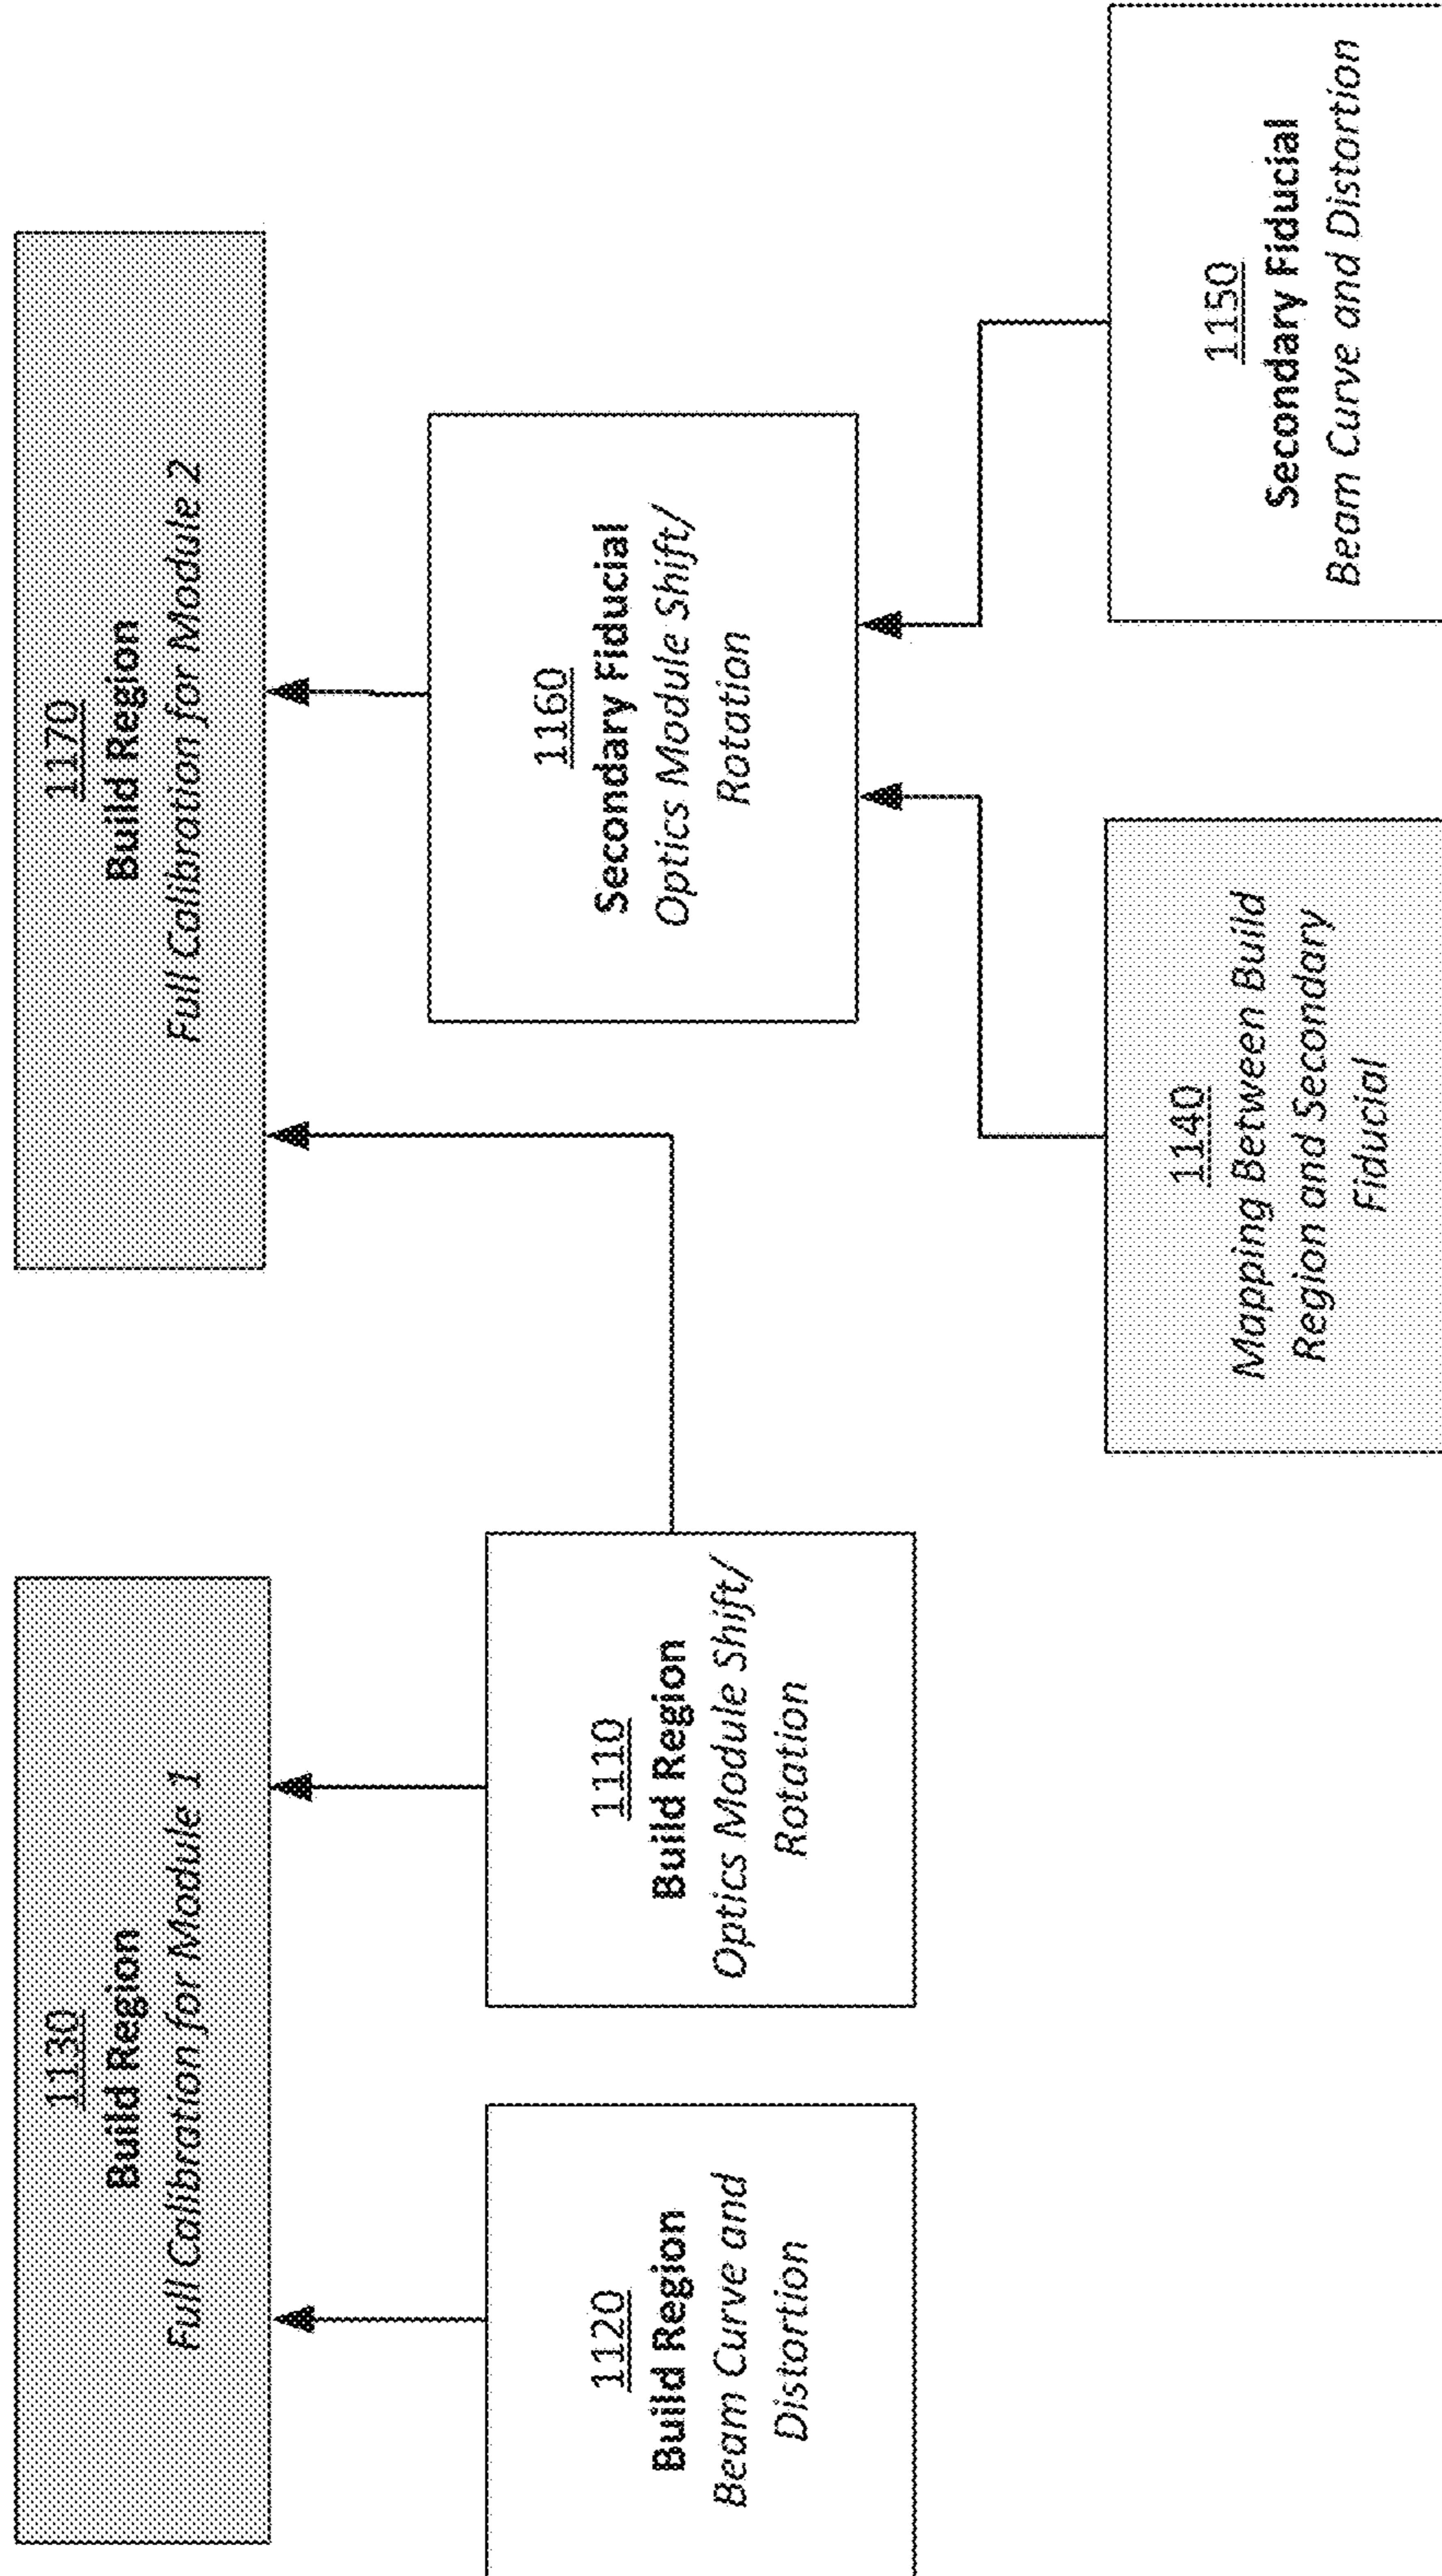 1130
Build Region
Full Calibration for Module 1
1170
Build Region
Full Calibration for Module 2
1120
Build Region
Beam Curve and
Distortion
1110
Build Region
Optics Module Shift/
Rotation
1160
Secondary Fiducial
Optics Module Shift/
Rotation
1140
Mapping Between Build
Region and Secondary
Fiducial
1150
Secondary Fiducial
Beam Curve and Distortion